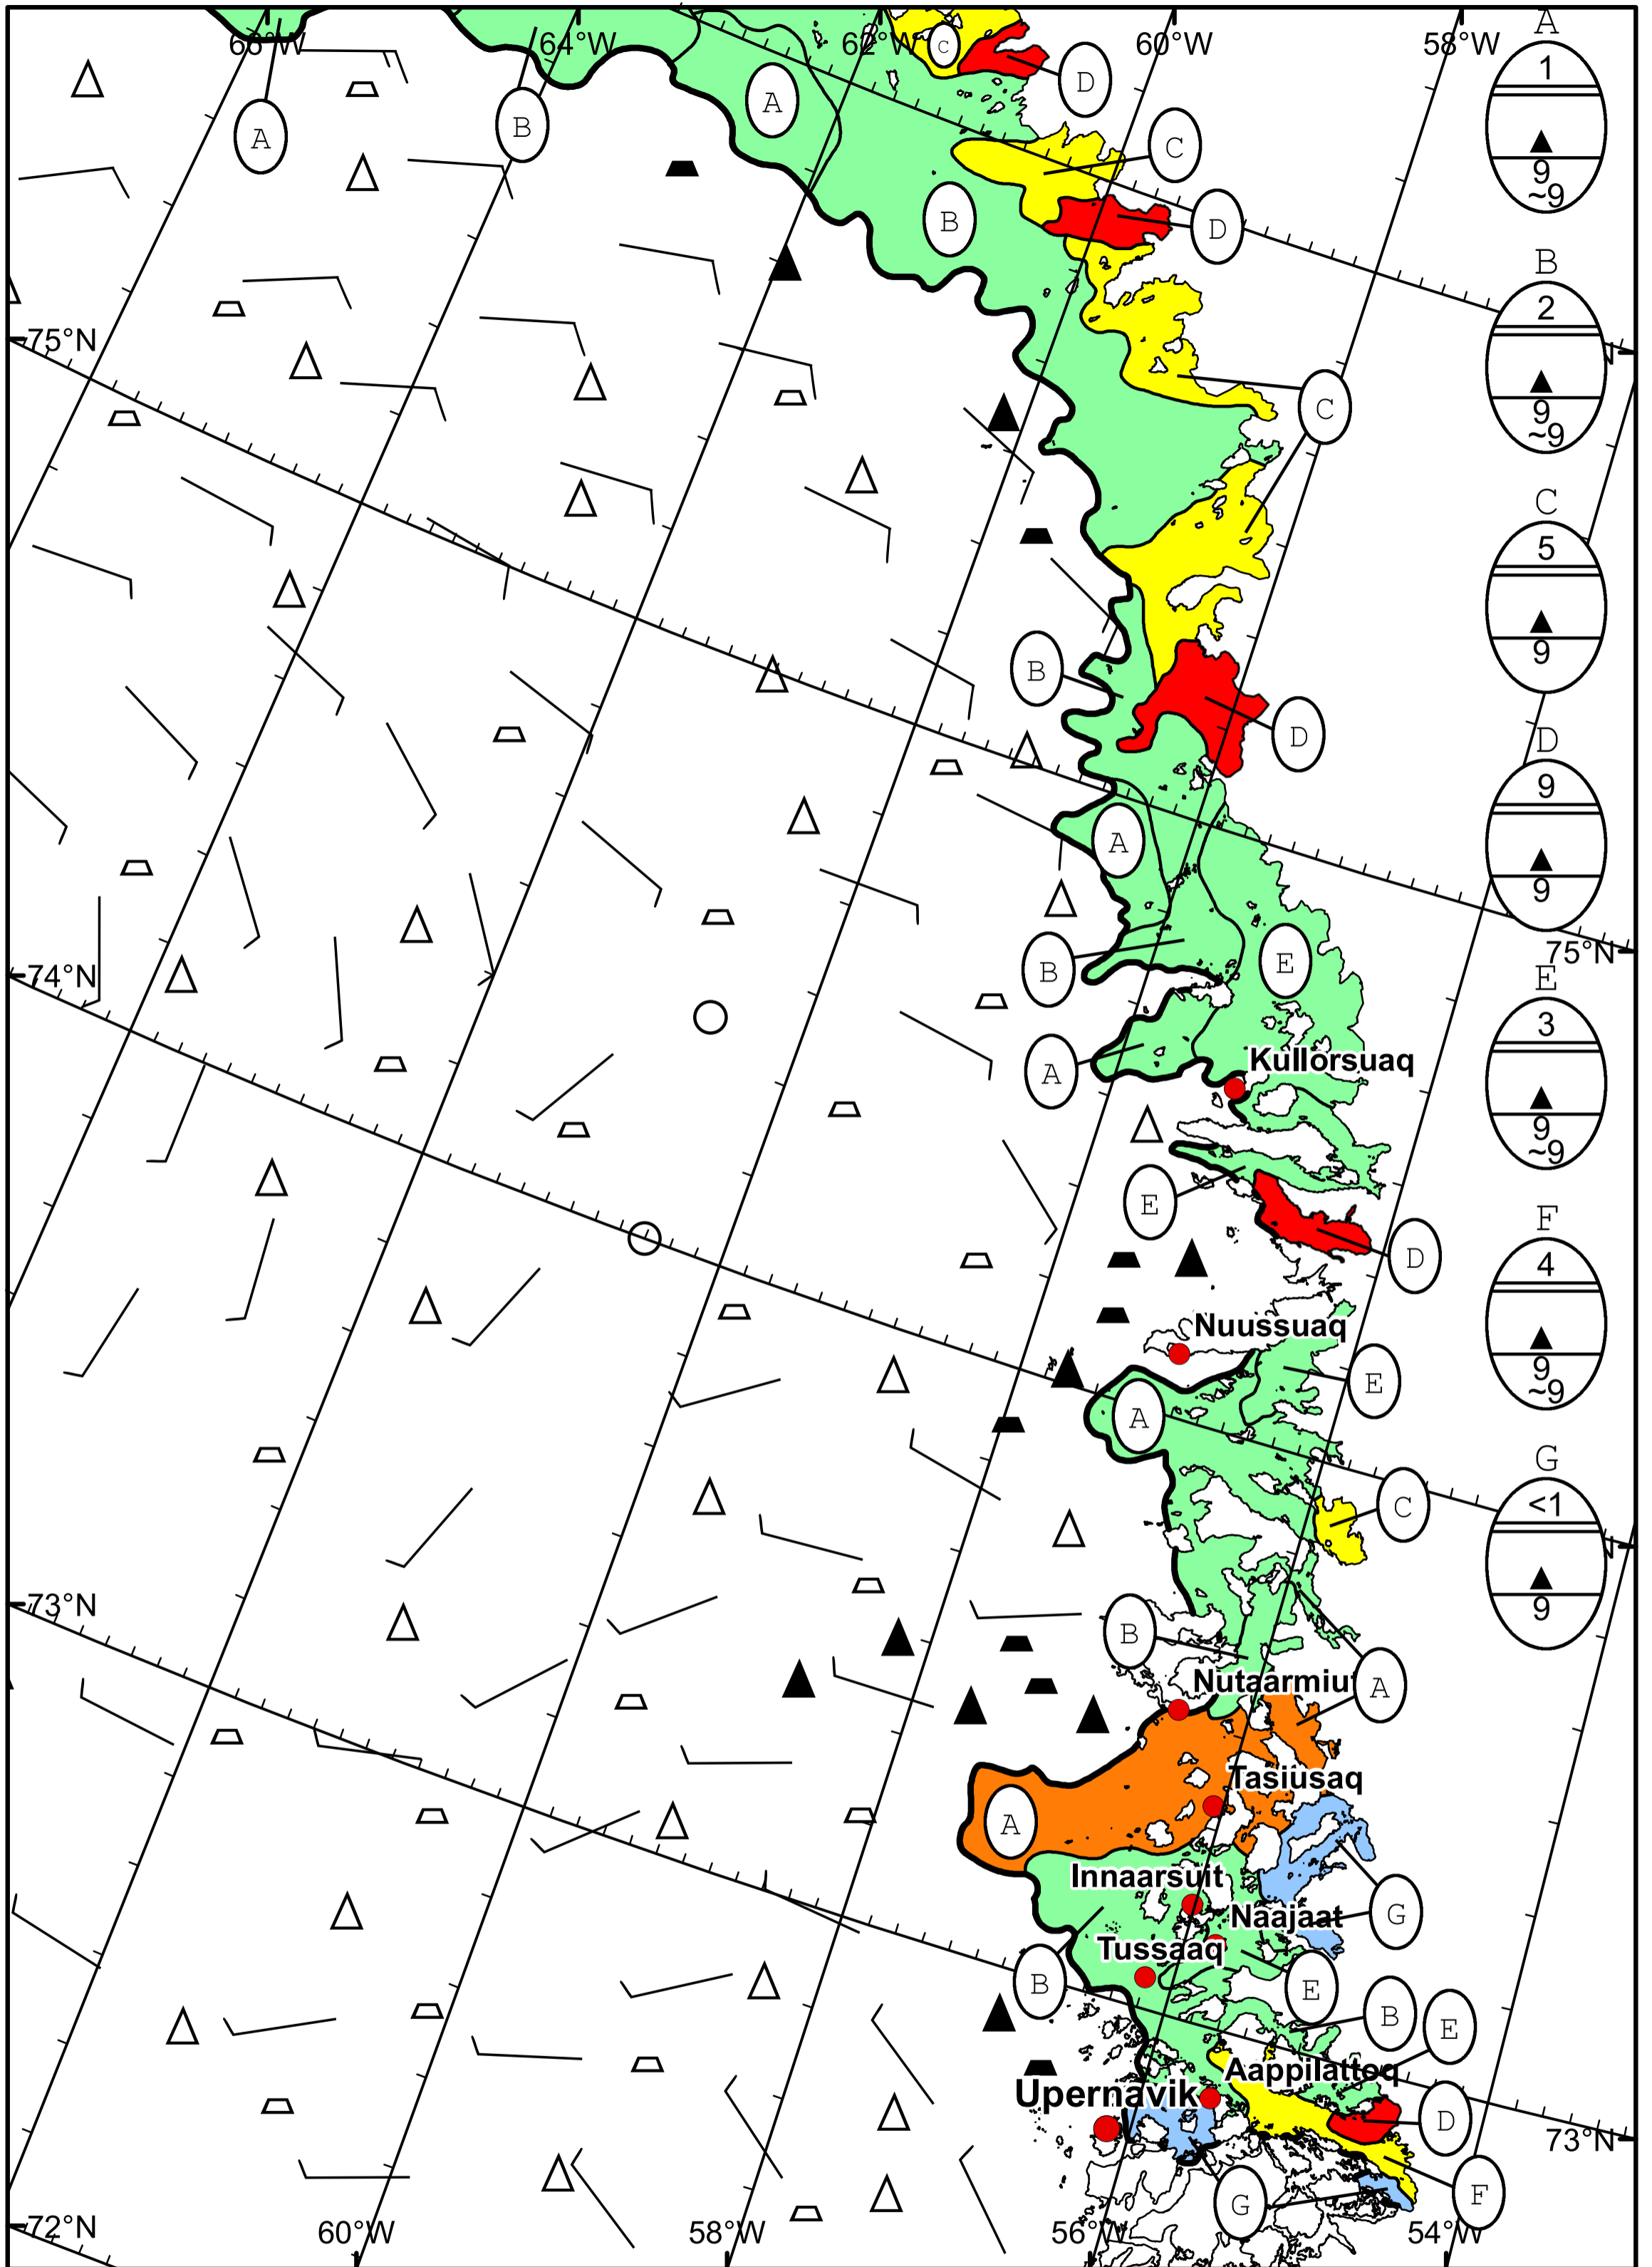 66°W 64°W 62°W 60°W 58°W
A
1
9
~9
C
D
A
B
A
C
B
D
B
2
9
~9
75°N
C
C
5
9
B
D
D
9
9
A
75°N
E
B
74°N
E
3
9
~9
A
Kullorsuaq
E
D
F
4
9
~9
Nuussuaq
E
A
G
<1
9
C
73°N
B
Nutaarmiut
A
Tasiusaq
A
Innaarsuit
G
Naajaat
Tussaaq
B
E
B
E
Aappilattoq
Upernavik
D
73°N
F
G
72°N
60°W 58°W 56°W 54°W